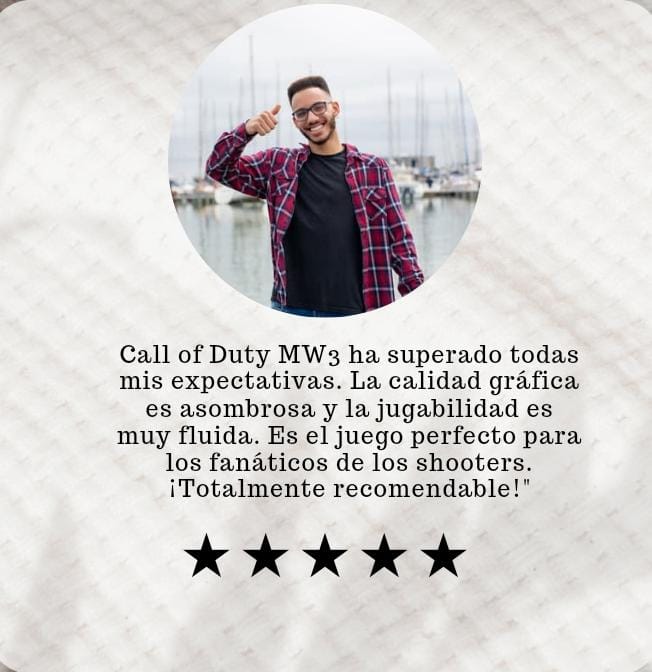 Call of Duty MW3 ha superado todas
mis expectativas. La calidad gráfica
es asombrosa y la jugabilidad es
muy fluida. Es el juego perfecto para
los fanáticos de los shooters.
¡Totalmente recomendable!"